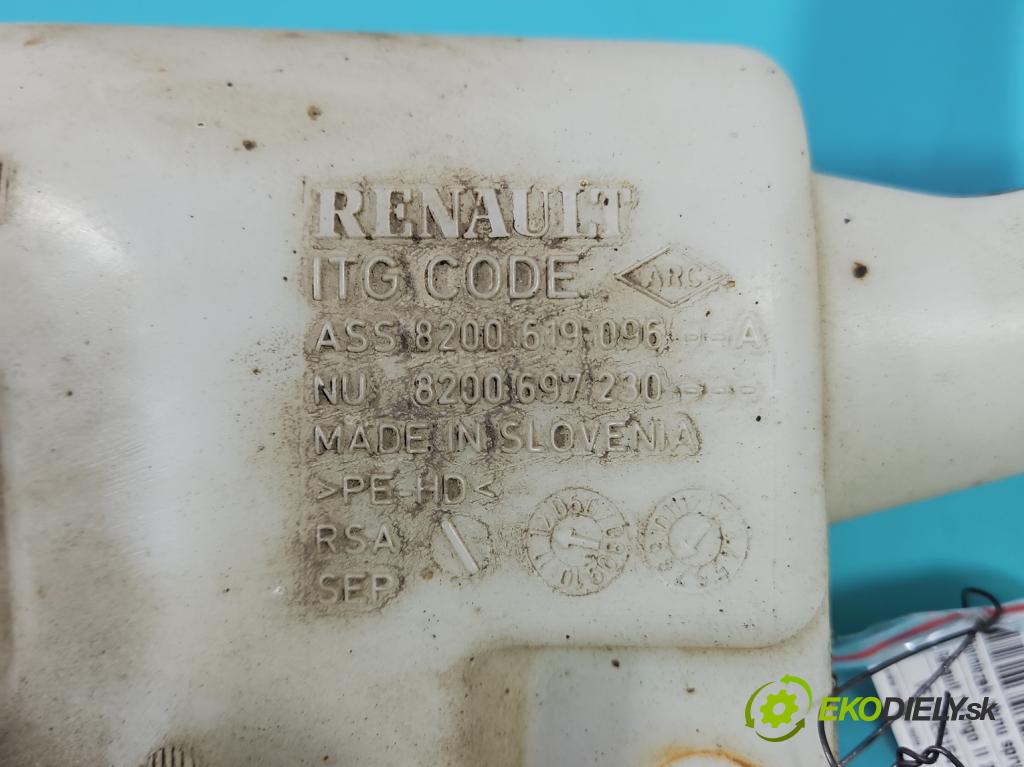 RENAULT
ITG CODE ARC
ASS 8200 619 096 -- A
NU 8200 697 230 ---
MADE IN SLOVENIA
>PE-HD<
RSA
SEP
EKODIELY.sk